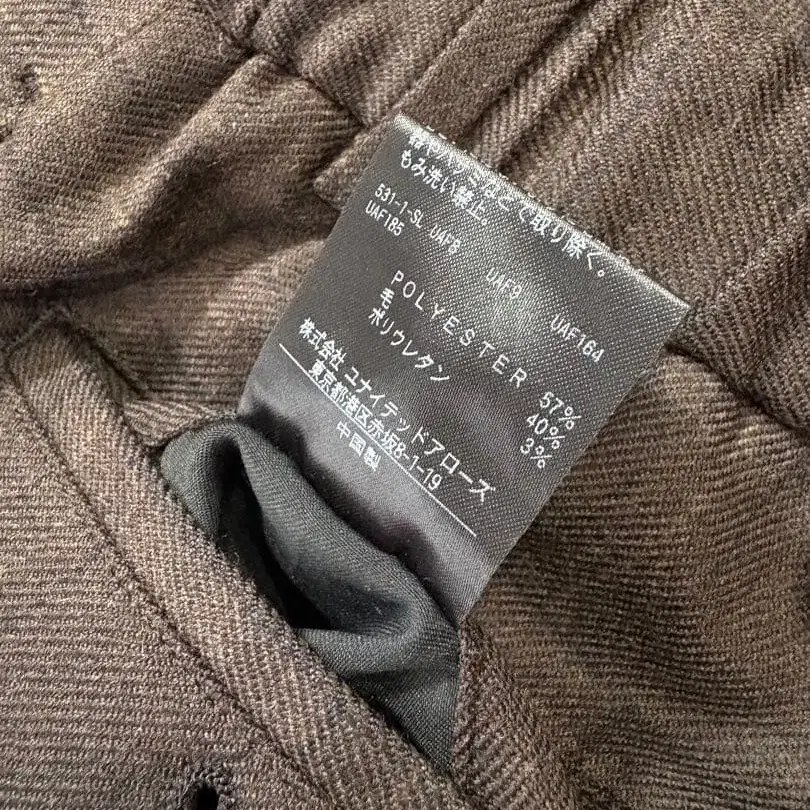 もみ洗い禁止。
531-1-SL UAF8 UAF9 UAF164
UAF185
POLYESTER 57%
毛 40%
ポリウレタン 3%
株式会社 ユナイテッドアローズ
東京都港区赤坂8-1-19
中国製